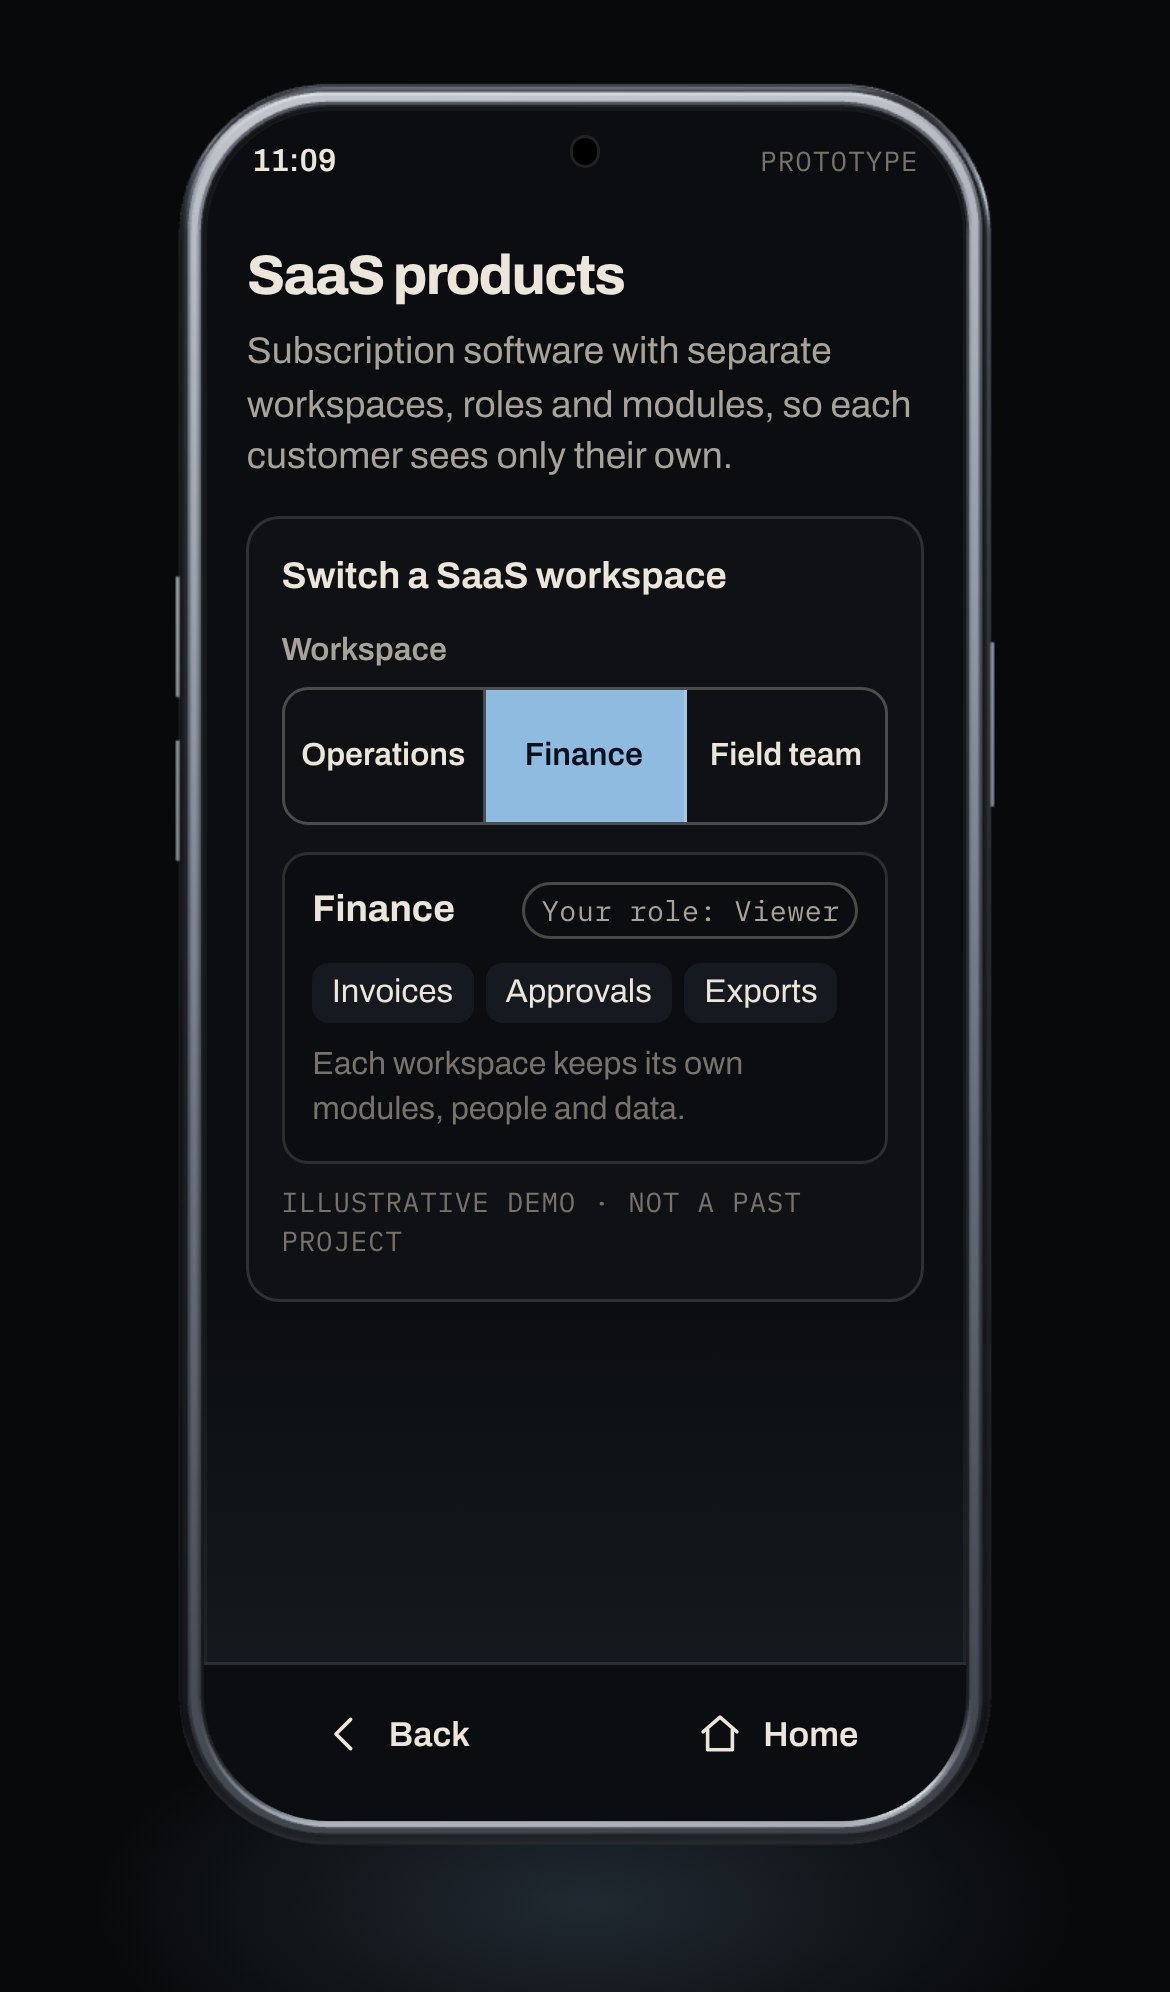 11:09
PROTOTYPE
SaaS products
Subscription software with separate
workspaces, roles and modules, so each
customer sees only their own.
Switch a SaaS workspace
Workspace
Operations
Finance
Field team
Finance
Your role: Viewer
Invoices
Approvals
Exports
Each workspace keeps its own
modules, people and data.
ILLUSTRATIVE DEMO · NOT A PAST
PROJECT
Back
Home